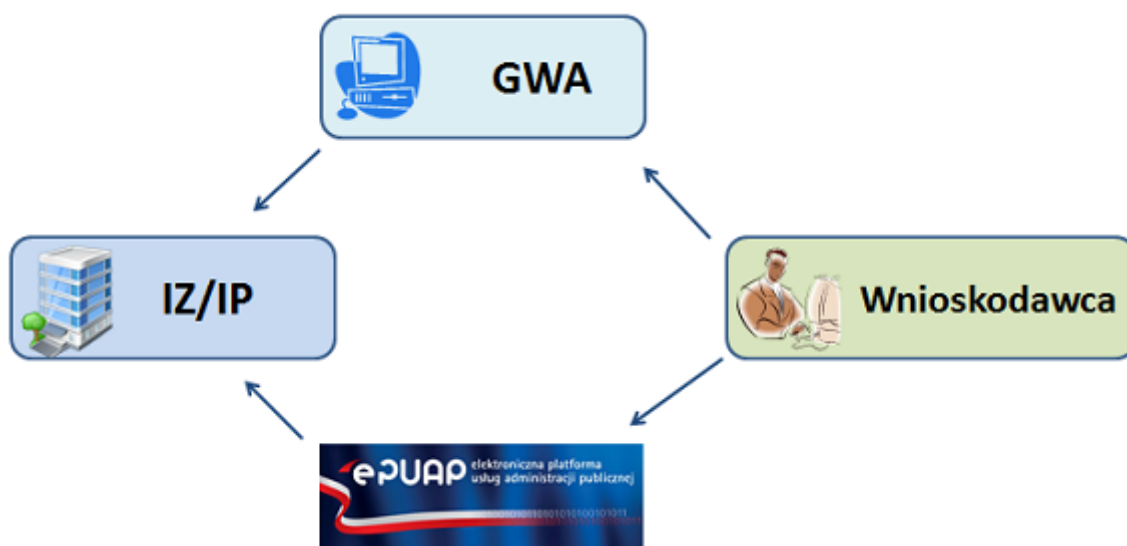 GWA
IZ/IP
Wnioskodawca
ePUAP
elektroniczna platforma
usług administracji publicznej